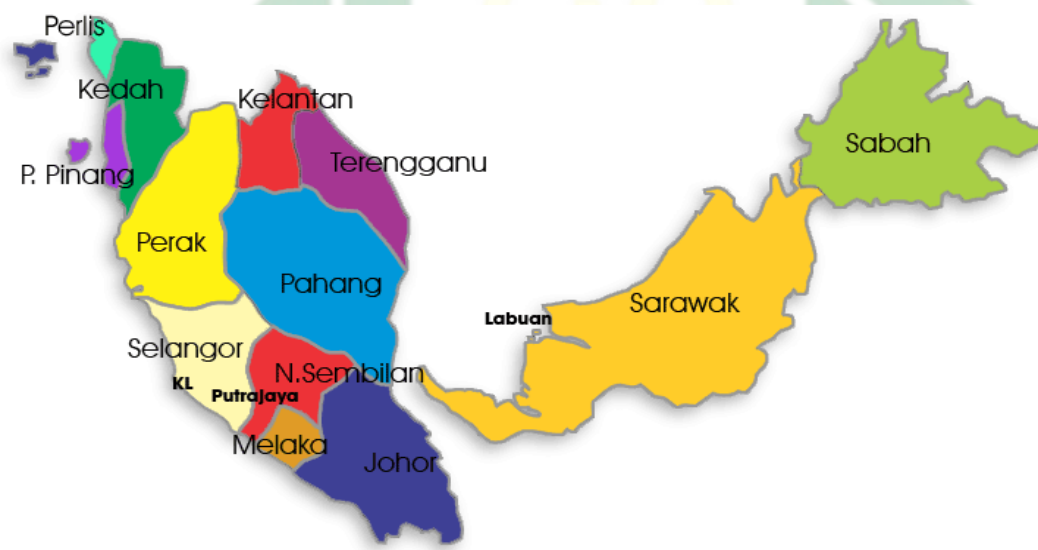 Perlis
Kedah
Kelantan
Sabah
Terengganu
P. Pinang
Perak
Pahang
Sarawak
Labuan
Selangor
N.Sembilan
KL
Putrajaya
Melaka
Johor